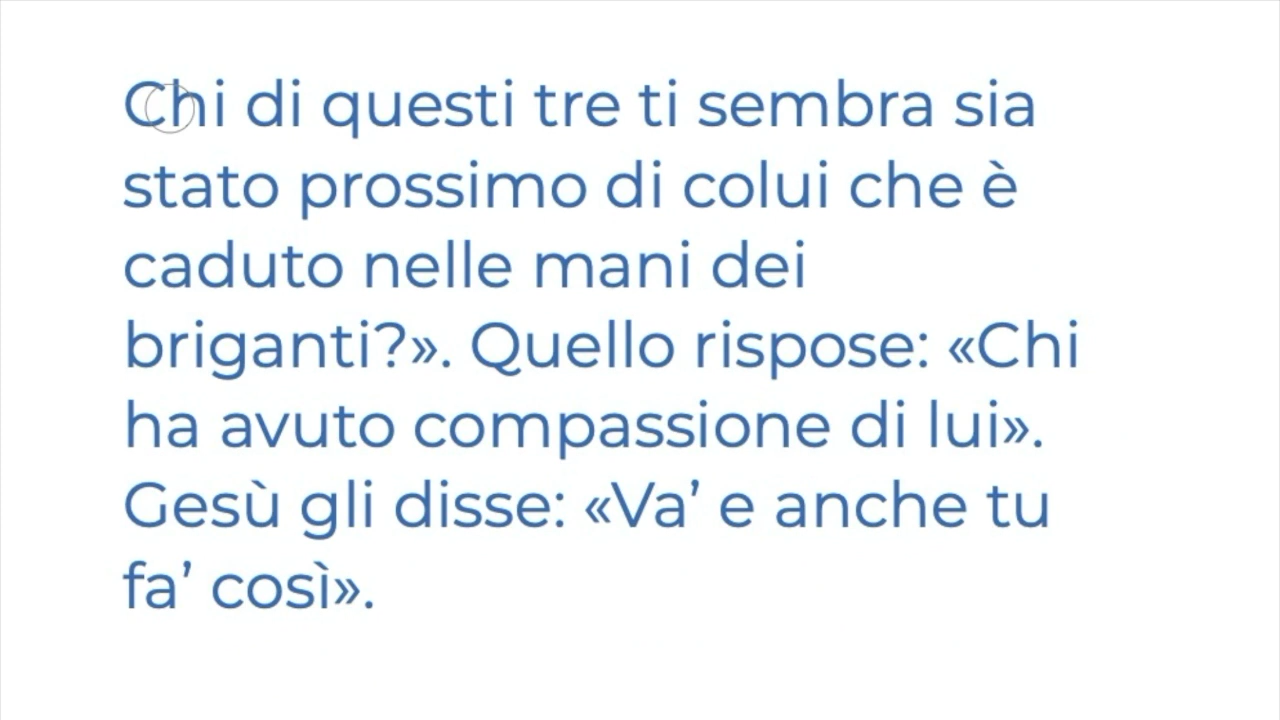 Chi di questi tre ti sembra sia
stato prossimo di colui che è
caduto nelle mani dei
briganti?». Quello rispose: «Chi
ha avuto compassione di lui».
Gesù gli disse: «Va’ e anche tu
fa’ così».